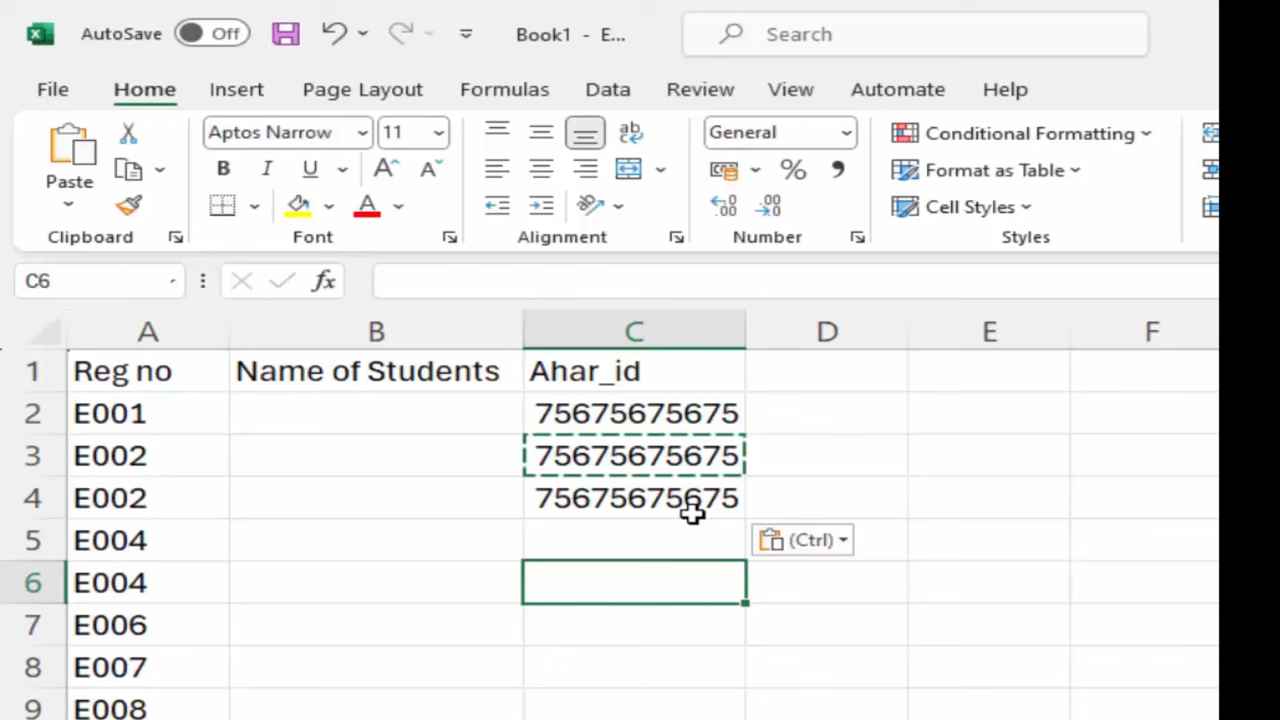 AutoSave Off Book1 - E... Search
File Home Insert Page Layout Formulas Data Review View Automate Help
Paste
Aptos Narrow 11
B I U A A
A
ab
General
% ,
.00 .00
Conditional Formatting
Format as Table
Cell Styles
Clipboard Font Alignment Number Styles
C6 fx
A B C D E F
1 Reg no Name of Students Ahar_id
2 E001 75675675675
3 E002 75675675675
4 E002 75675675675
5 E004 (Ctrl)
6 E004
7 E006
8 E007
9 E008